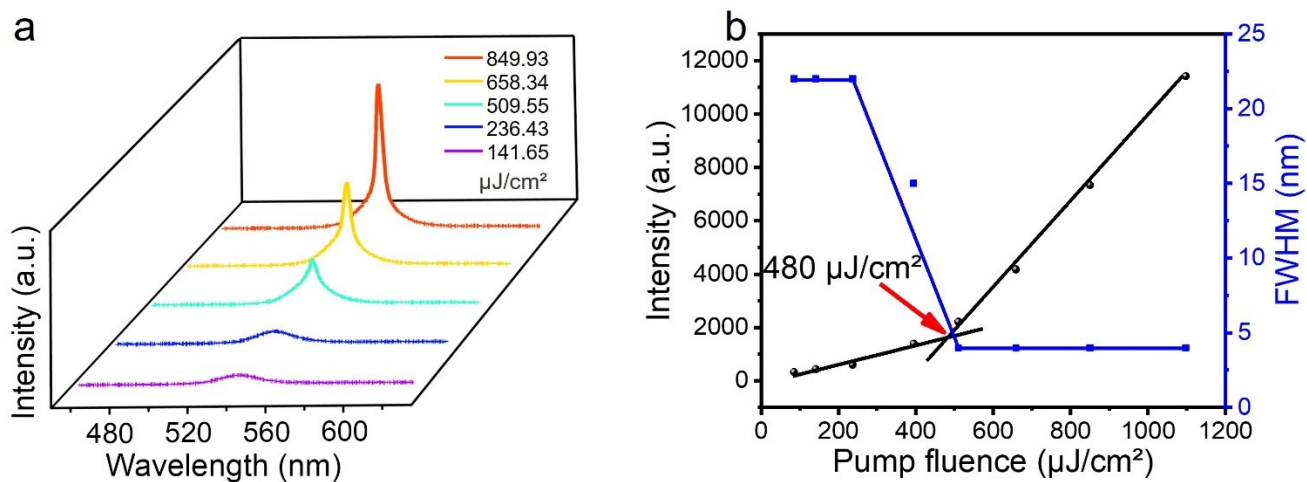 a
849.93
658.34
509.55
236.43
141.65
μJ/cm²
Intensity (a.u.)
480 520 560 600
Wavelength (nm)
b
12000
10000
8000
6000
4000
2000
0
Intensity (a.u.)
480 μJ/cm²
25
20
15
10
5
0
FWHM (nm)
0 200 400 600 800 1000 1200
Pump fluence (μJ/cm²)